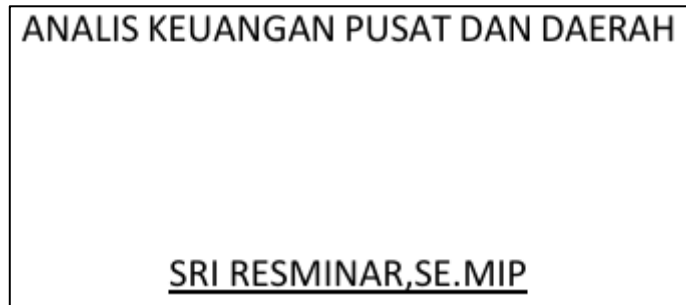 ANALIS KEUANGAN PUSAT DAN DAERAH
SRI RESMINAR,SE.MIP